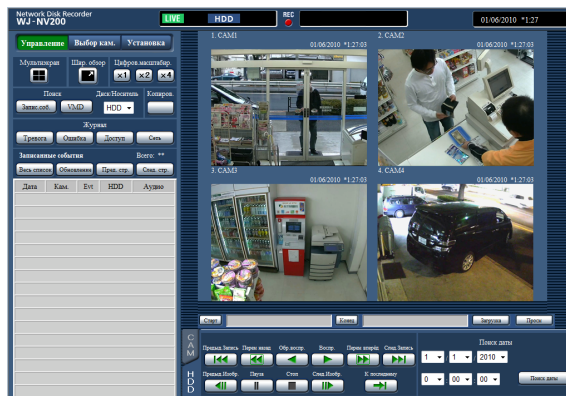 Network Disk Recorder
WJ-NV200
LIVE HDD REC 01/06/2010 *1:27
Управление Выбор кам. Установка
Мультиэкран Шир. обзор Цифров.масштабир.
x1 x2 x4
Поиск Диск/Носитель Копиров.
Запис.соб. VMD HDD
Журнал
Тревога Ошибка Доступ Сеть
Записанные события Всего: **
Весь список Обновления Пред. стр. След. стр.
Дата Кам. Evt HDD Аудио
1. CAM1 2. CAM2
01/06/2010 *1:27:03 01/06/2010 *1:27:03
3. CAM3 4. CAM4
01/06/2010 *1:27:03 01/06/2010 *1:27:03
Старт Конец Загрузка Просм
CAM
HDD
Предыд.Запись Перем назад Обр.воспр. Воспр. Перем вперёд След.Запись
Предыд.Изобр. Пауза Стоп След.Изобр. К последнему
Поиск даты
1 - 1 - 2010
0 : 00 : 00 Поиск даты